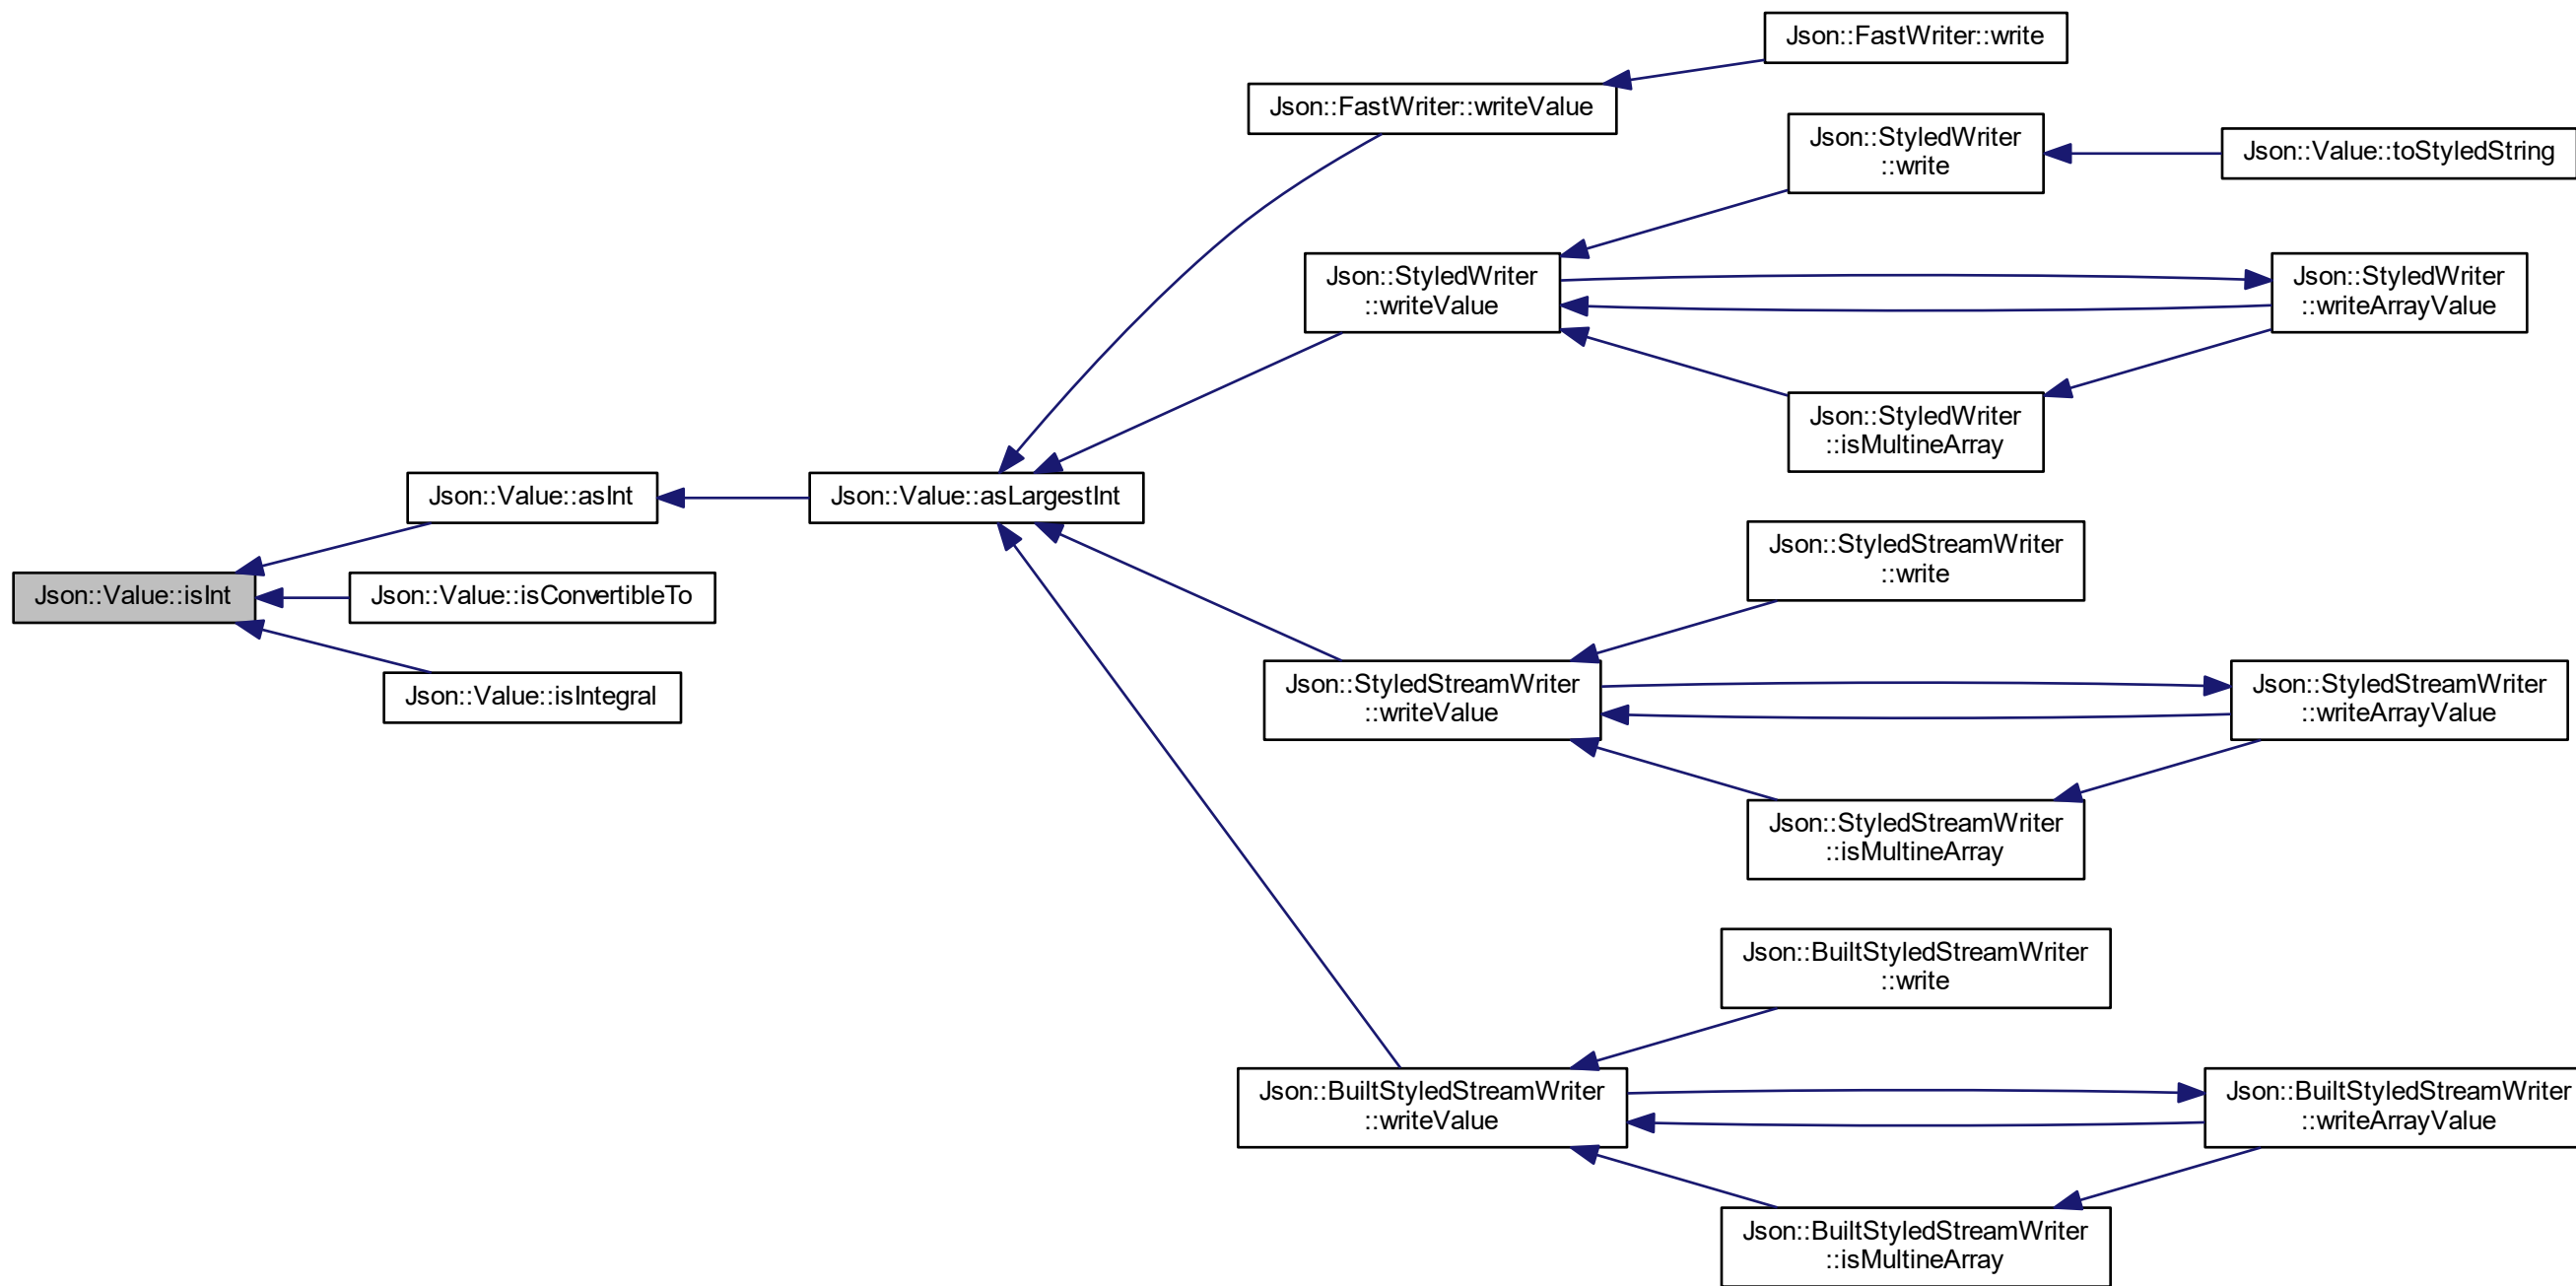 Json::FastWriter::write
Json::FastWriter::writeValue
Json::StyledWriter
::write
Json::Value::toStyledString
Json::StyledWriter
::writeValue
Json::StyledWriter
::writeArrayValue
Json::StyledWriter
::isMultineArray
Json::Value::asInt
Json::Value::asLargestInt
Json::StyledStreamWriter
::write
Json::Value::isInt
Json::Value::isConvertibleTo
Json::Value::isIntegral
Json::StyledStreamWriter
::writeValue
Json::StyledStreamWriter
::writeArrayValue
Json::StyledStreamWriter
::isMultineArray
Json::BuiltStyledStreamWriter
::write
Json::BuiltStyledStreamWriter
::writeValue
Json::BuiltStyledStreamWriter
::writeArrayValue
Json::BuiltStyledStreamWriter
::isMultineArray